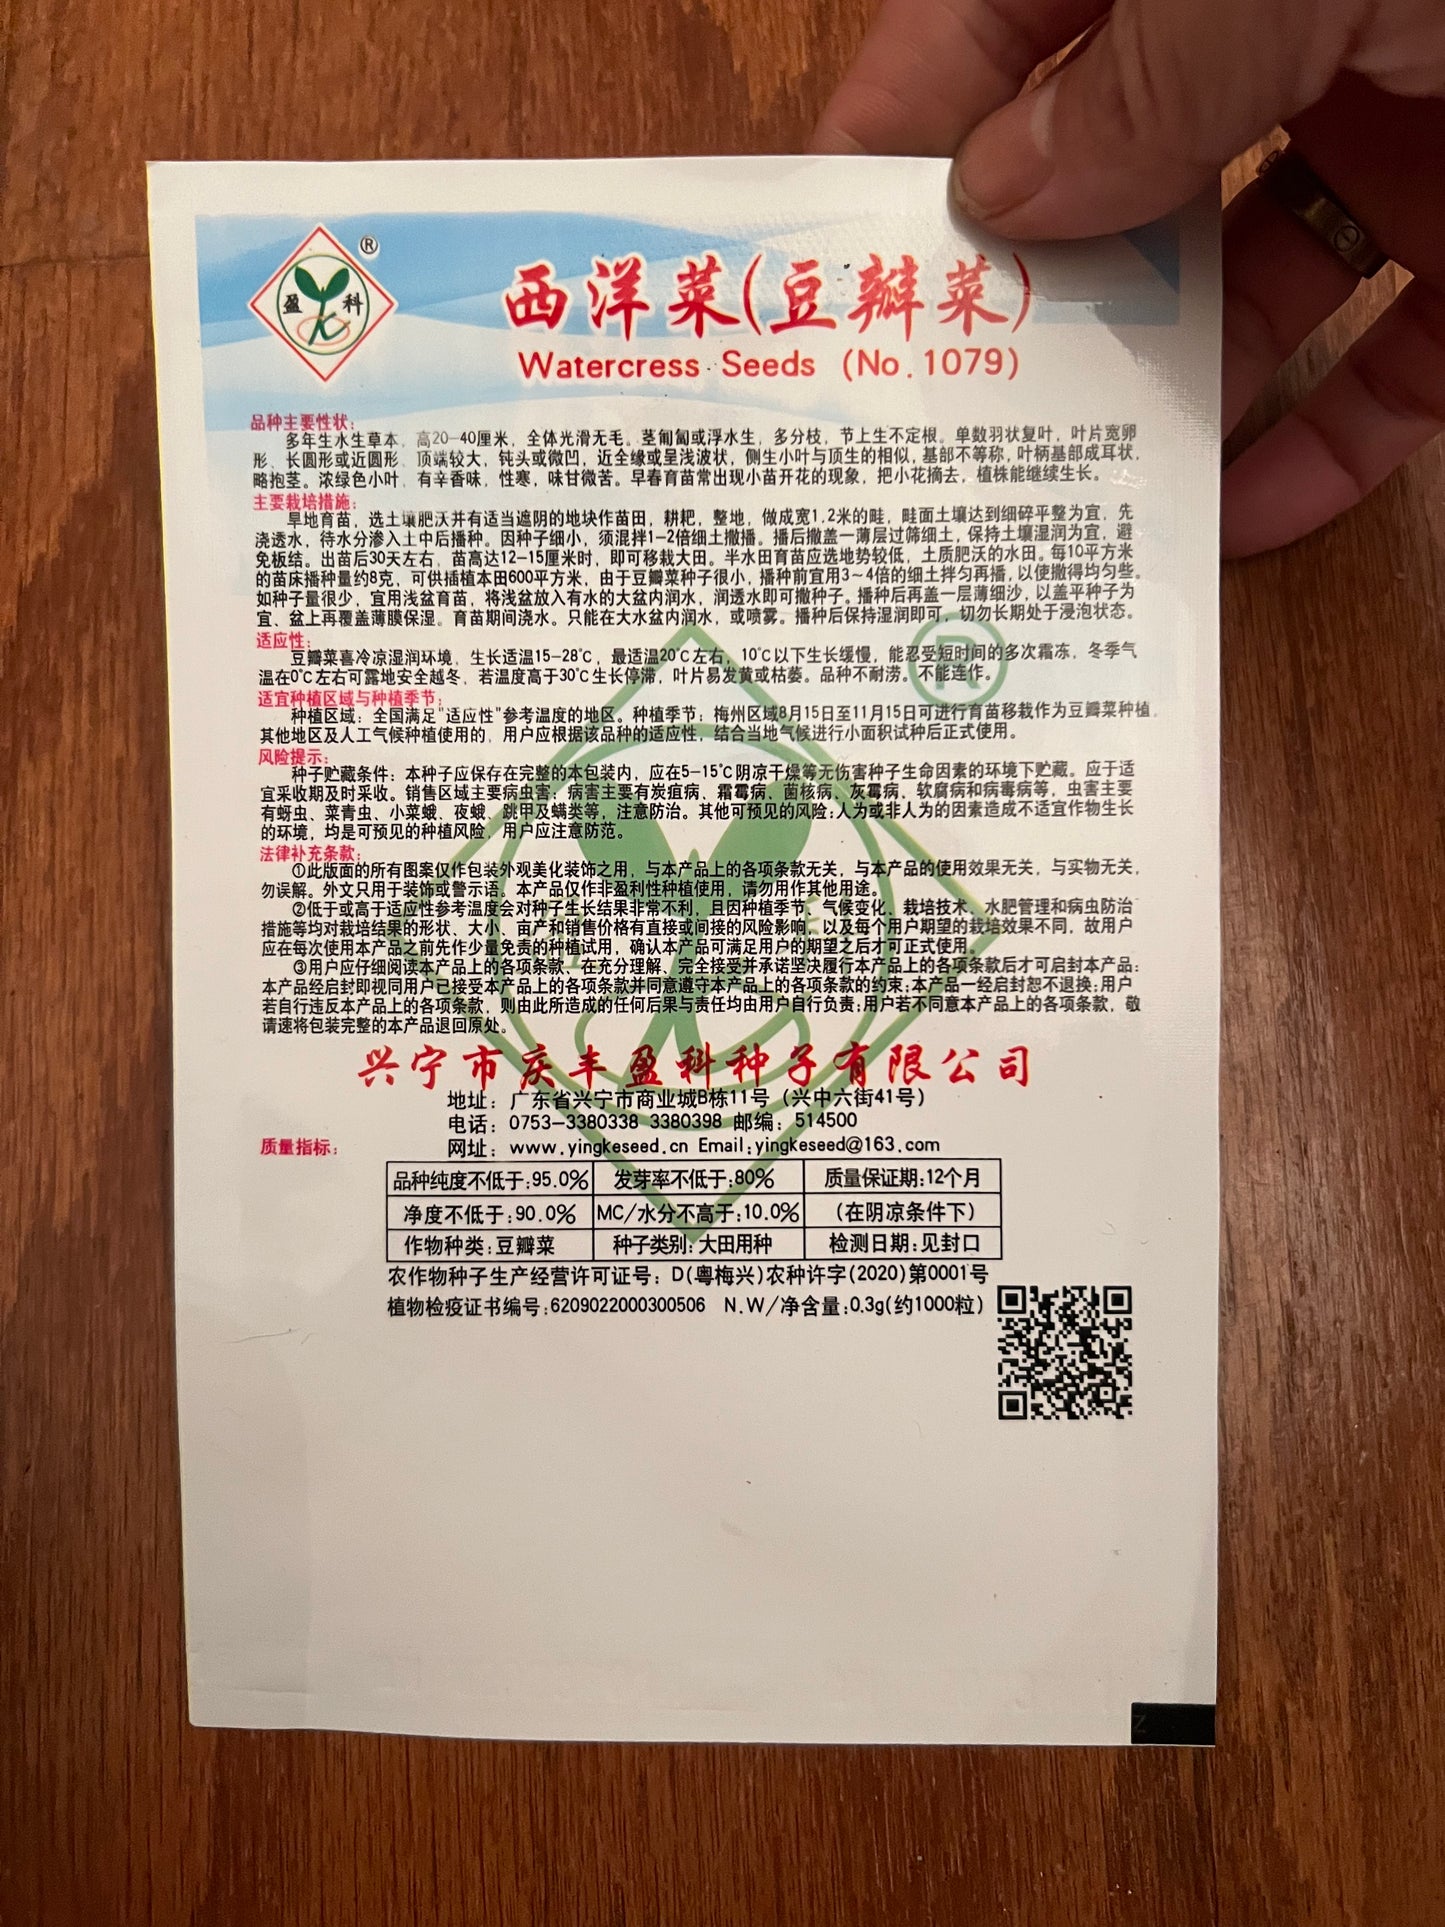 盈 科 ®
西洋菜(豆瓣菜)
Watercress Seeds (No.1079)
品种主要性状:
多年生水生草本, 高20-40厘米, 全体光滑无毛。茎匍匐或浮水生, 多分枝, 节上生不定根。单数羽状复叶, 叶片宽卵
形、长圆形或近圆形, 顶端较大, 钝头或微凹, 近全缘或呈浅波状, 侧生小叶与顶生的相似, 基部不等称, 叶柄基部成耳状,
略抱茎。浓绿色小叶, 有辛香味, 性寒, 味甘微苦。早春育苗常出现小苗开花的现象, 把小花摘去, 植株能继续生长。
主要栽培措施:
旱地育苗, 选土壤肥沃并有适当遮阴的地块作苗田, 耕耙, 整地, 做成宽1.2米的畦, 畦面土壤达到细碎平整为宜, 先
浇透水, 待水分渗入土中后播种。因种子细小, 须混拌1-2倍细土撒播。播后撒盖一薄层过筛细土, 保持土壤湿润为宜, 避
免板结。出苗后30天左右, 苗高达12-15厘米时, 即可移栽大田。半水田育苗应选地势较低, 土质肥沃的水田。每10平方米
的苗床播种量约8克, 可供插植本田600平方米, 由于豆瓣菜种子很小, 播种前宜用3~4倍的细土拌匀再播, 以使撒得均匀些。
如种子量很少, 宜用浅盆育苗, 将浅盆放入有水的大盆内润水, 润透水即可撒种子。播种后再盖一层薄细沙, 以盖平种子为
宜、盆上再覆盖薄膜保湿。育苗期间浇水。只能在大水盆内润水, 或喷雾。播种后保持湿润即可, 切勿长期处于浸泡状态。
适应性:
豆瓣菜喜冷凉湿润环境, 生长适温15-28℃, 最适温20℃左右, 10℃以下生长缓慢, 能忍受短时间的多次霜冻, 冬季气
温在0℃左右可露地安全越冬, 若温度高于30℃生长停滞, 叶片易发黄或枯萎。品种不耐涝。不能连作。
适宜种植区域与种植季节:
种植区域: 全国满足"适应性"参考温度的地区。种植季节: 梅州区域8月15日至11月15日可进行育苗移栽作为豆瓣菜种植,
其他地区及人工气候种植使用的, 用户应根据该品种的适应性, 结合当地气候进行小面积试种后正式使用。
风险提示:
种子贮藏条件: 本种子应保存在完整的本包装内, 应在5-15℃阴凉干燥等无伤害种子生命因素的环境下贮藏。应于适
宜采收期及时采收。销售区域主要病虫害: 病害主要有炭疽病、霜霉病、菌核病、灰霉病、软腐病和病毒病等, 虫害主要
有蚜虫、菜青虫、小菜蛾、夜蛾、跳甲及螨类等, 注意防治。其他可预见的风险:人为或非人为的因素造成不适宜作物生长
的环境, 均是可预见的种植风险, 用户应注意防范。
法律补充条款:
①此版面的所有图案仅作包装外观美化装饰之用, 与本产品上的各项条款无关, 与本产品的使用效果无关, 与实物无关,
勿误解。外文只用于装饰或警示语。本产品仅作非盈利性种植使用, 请勿用作其他用途。
②低于或高于适应性参考温度会对种子生长结果非常不利, 且因种植季节、气候变化、栽培技术、水肥管理和病虫防治
措施等均对栽培结果的形状、大小、亩产和销售价格有直接或间接的风险影响, 以及每个用户期望的栽培效果不同, 故用户
应在每次使用本产品之前先作少量免责的种植试用, 确认本产品可满足用户的期望之后才可正式使用。
③用户应仔细阅读本产品上的各项条款、在充分理解、完全接受并承诺坚决履行本产品上的各项条款后才可启封本产品;
本产品经启封即视同用户已接受本产品上的各项条款并同意遵守本产品上的各项条款的约束;本产品一经启封恕不退换;用户
若自行违反本产品上的各项条款, 则由此所造成的任何后果与责任均由用户自行负责;用户若不同意本产品上的各项条款, 敬
请速将包装完整的本产品退回原处。
兴宁市庆丰盈科种子有限公司
地址: 广东省兴宁市商业城B栋11号 (兴中六街41号)
电话: 0753-3380338 3380398 邮编: 514500
网址: www.yingkeseed.cn Email:yingkeseed@163.com
质量指标:
品种纯度不低于:95.0% 发芽率不低于:80% 质量保证期:12个月
净度不低于:90.0% MC/水分不高于:10.0% (在阴凉条件下)
作物种类:豆瓣菜 种子类别: 大田用种 检测日期:见封口
农作物种子生产经营许可证号: D(粤梅兴)农种许字(2020)第0001号
植物检疫证书编号:6209022000300506 N.W/净含量:0.3g(约1000粒)
Z